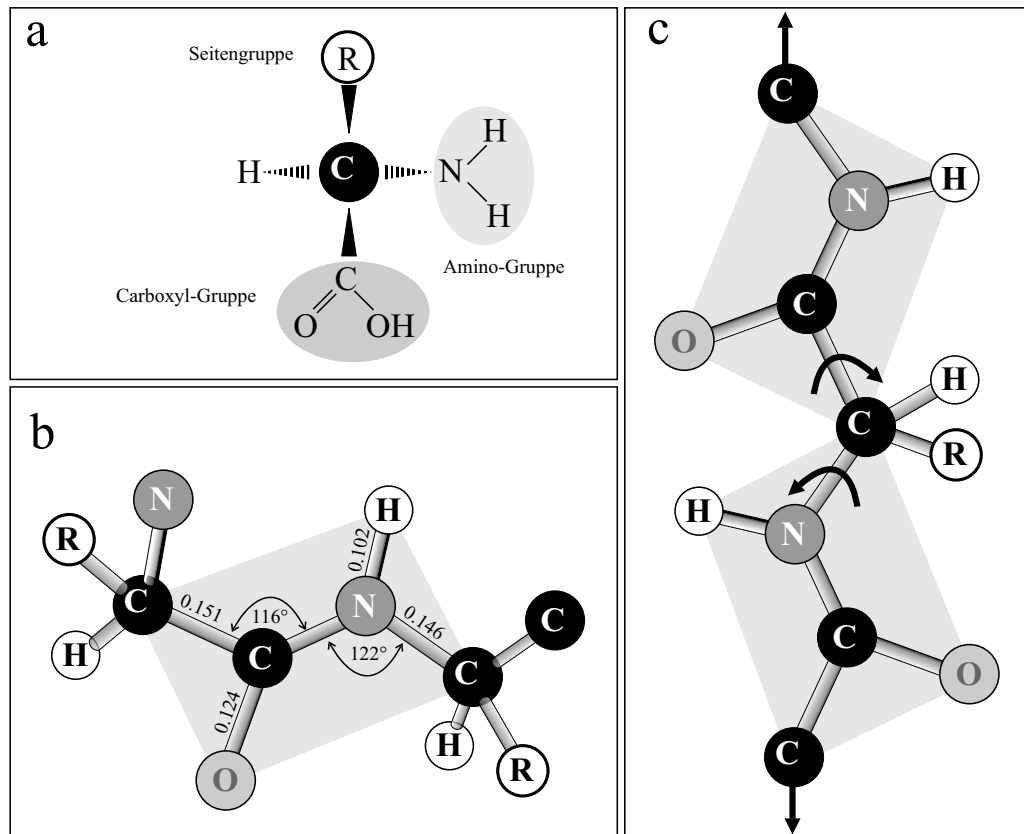 a
Seitengruppe
R
H C N H
H
Carboxyl-Gruppe
C
O OH
Amino-Gruppe
b
N
R
H
C
0.151
116°
0.102
N
0.146
C
H
C
122°
C
0.124
H
O
R
c
C
N
H
C
O
H
C
R
H
N
C
O
C